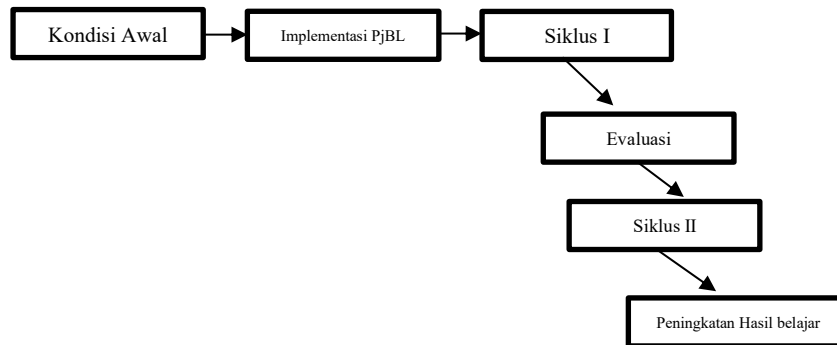 Kondisi Awal
Implementasi PjBL
Siklus I
Evaluasi
Siklus II
Peningkatan Hasil belajar